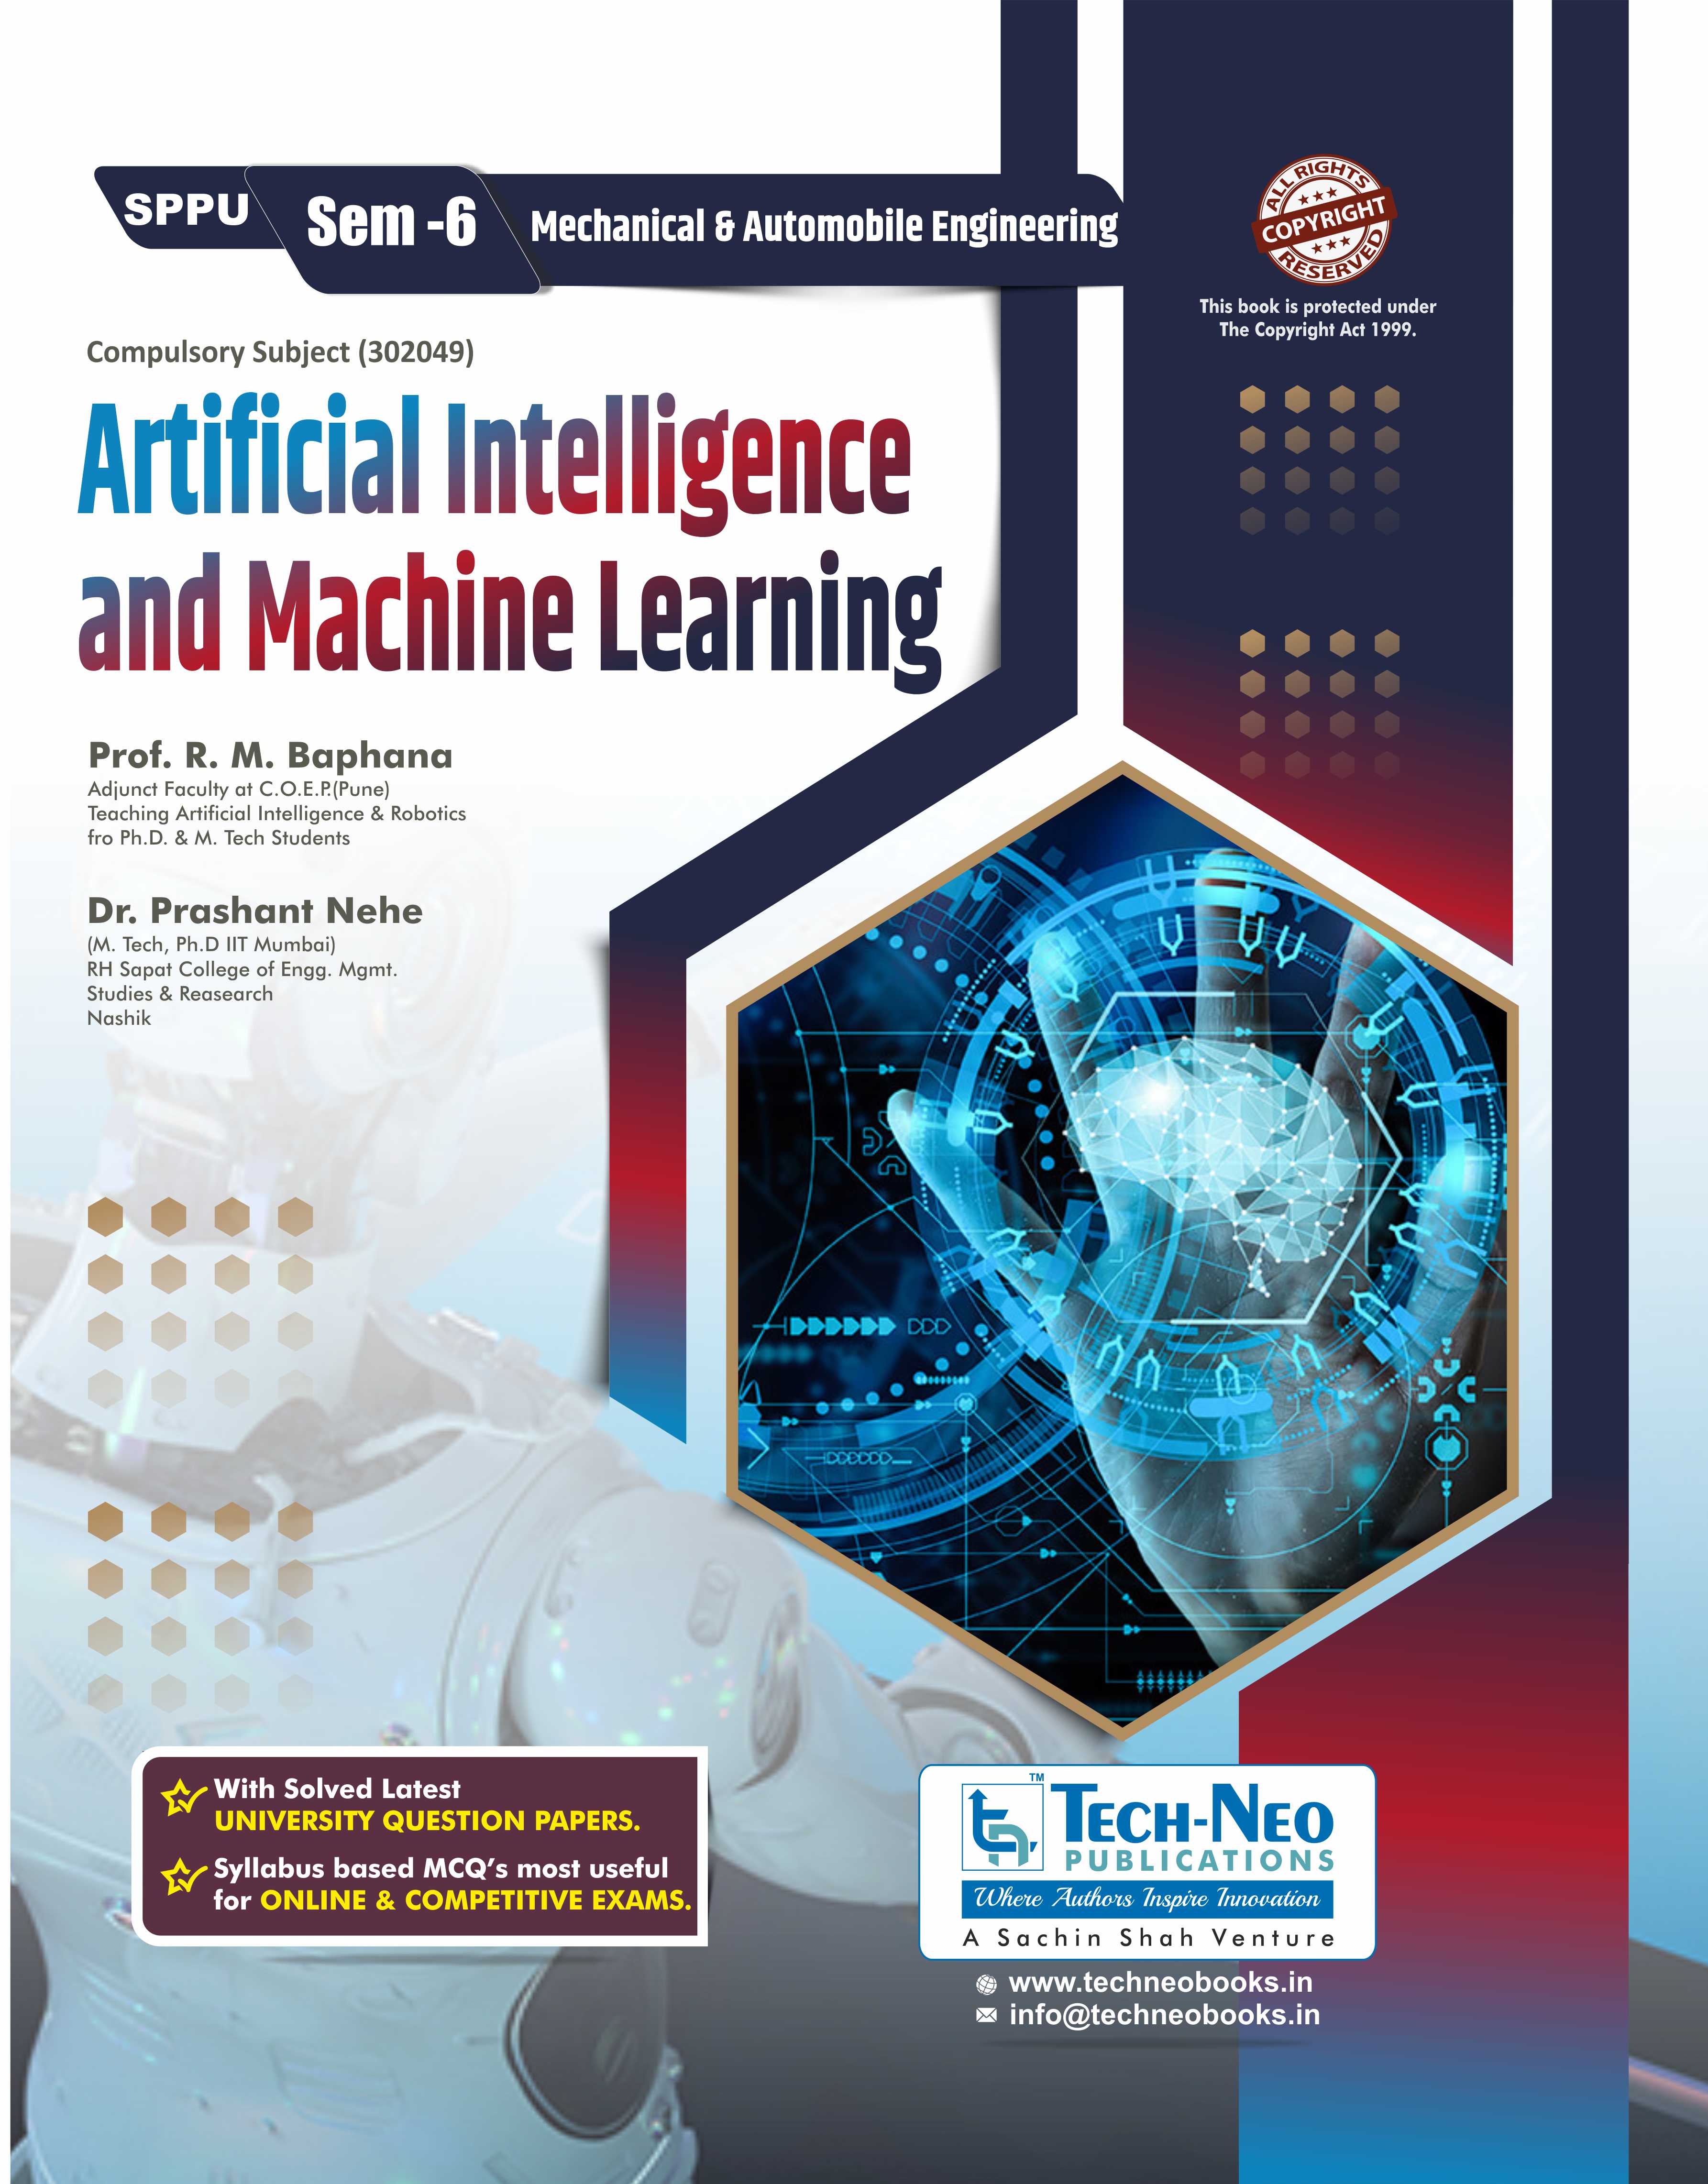 SPPU
Sem -6
Mechanical & Automobile Engineering
ALL RIGHTS
COPYRIGHT
RESERVED
This book is protected under
The Copyright Act 1999.
Compulsory Subject (302049)
Artificial Intelligence
and Machine Learning
Prof. R. M. Baphana
Adjunct Faculty at C.O.E.P.(Pune)
Teaching Artificial Intelligence & Robotics
fro Ph.D. & M. Tech Students
Dr. Prashant Nehe
(M. Tech, Ph.D IIT Mumbai)
RH Sapat College of Engg. Mgmt.
Studies & Reasearch
Nashik
With Solved Latest
UNIVERSITY QUESTION PAPERS.
Syllabus based MCQ's most useful
for ONLINE & COMPETITIVE EXAMS.
TM
tn
TECH-NEO
PUBLICATIONS
Where Authors Inspire Innovation
A Sachin Shah Venture
www.techneobooks.in
info@techneobooks.in